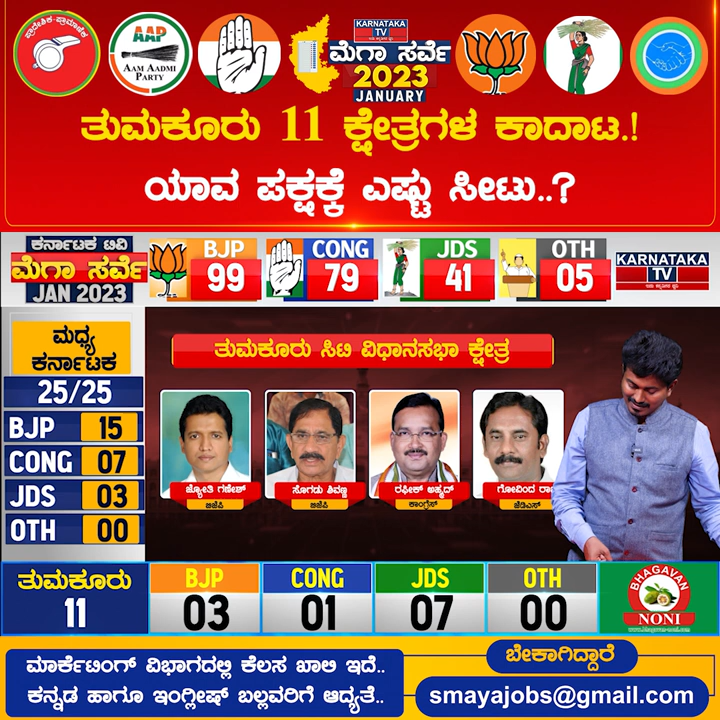 ಪ್ರಾದೇಶಿಕ-ಪ್ರಾಮಾಣಿಕ
AAP
AAM AADMI
PARTY
KARNATAKA
TV
ಮೆಗಾ ಸರ್ವೆ
2023
JANUARY
ತುಮಕೂರು 11 ಕ್ಷೇತ್ರಗಳ ಕಾದಾಟ.!
ಯಾವ ಪಕ್ಷಕ್ಕೆ ಎಷ್ಟು ಸೀಟು..?
ಕರ್ನಾಟಕ ಟಿವಿ
ಮೆಗಾ ಸರ್ವೆ
JAN 2023
BJP 99
CONG 79
JDS 41
OTH 05
KARNATAKA
TV
ಮಧ್ಯ
ಕರ್ನಾಟಕ
25/25
BJP 15
CONG 07
JDS 03
OTH 00
ತುಮಕೂರು ಸಿಟಿ ವಿಧಾನಸಭಾ ಕ್ಷೇತ್ರ
ಜ್ಯೋತಿ ಗಣೇಶ್
ಬಿಜೆಪಿ
ಸೊಗಡು ಶಿವಣ್ಣ
ಬಿಜೆಪಿ
ರಫೀಕ್ ಅಹ್ಮದ್
ಕಾಂಗ್ರೆಸ್
ಗೋವಿಂದ
ಜೆಡಿಎಸ್
ತುಮಕೂರು
11
BJP
03
CONG
01
JDS
07
OTH
00
BHAGAVAN
NONI
ಮಾರ್ಕೆಟಿಂಗ್ ವಿಭಾಗದಲ್ಲಿ ಕೆಲಸ ಖಾಲಿ ಇದೆ..
ಕನ್ನಡ ಹಾಗೂ ಇಂಗ್ಲೀಷ್ ಬಲ್ಲವರಿಗೆ ಆದ್ಯತೆ..
ಬೇಕಾಗಿದ್ದಾರೆ
smayajobs@gmail.com